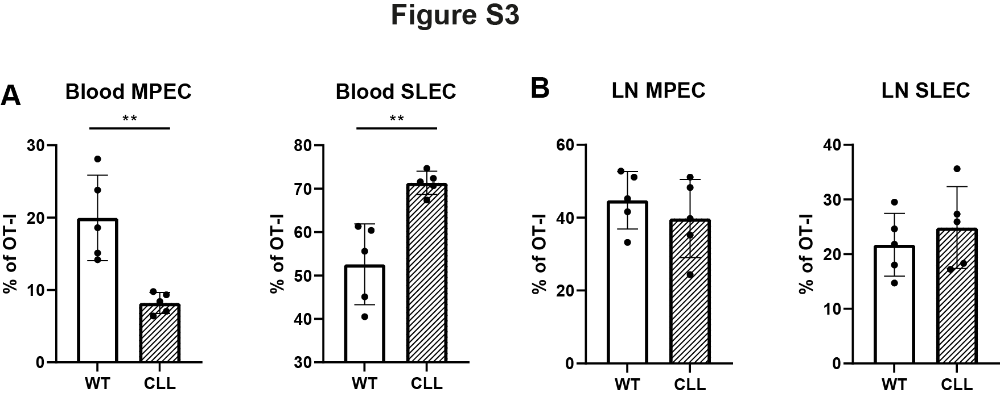 Figure S3
A
Blood MPEC
**
% of OT-I
30
20
10
0
WT
CLL
Blood SLEC
**
% of OT-I
80
70
60
50
40
30
WT
CLL
B
LN MPEC
% of OT-I
60
40
20
0
WT
CLL
LN SLEC
% of OT-I
40
30
20
10
0
WT
CLL